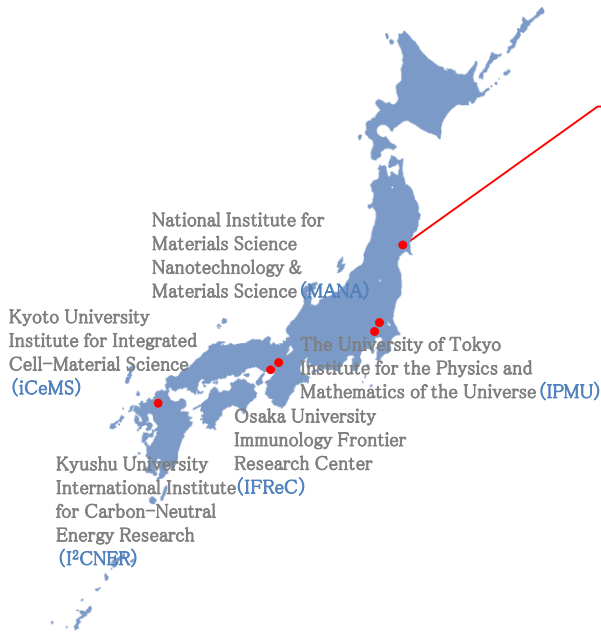 National Institute for
Materials Science
Nanotechnology &
Materials Science (MANA)
Kyoto University
Institute for Integrated
Cell-Material Science
(iCeMS)
The University of Tokyo
Institute for the Physics and
Mathematics of the Universe (IPMU)
Osaka University
Immunology Frontier
Research Center
(IFReC)
Kyushu University
International Institute
for Carbon-Neutral
Energy Research
(I²CNER)